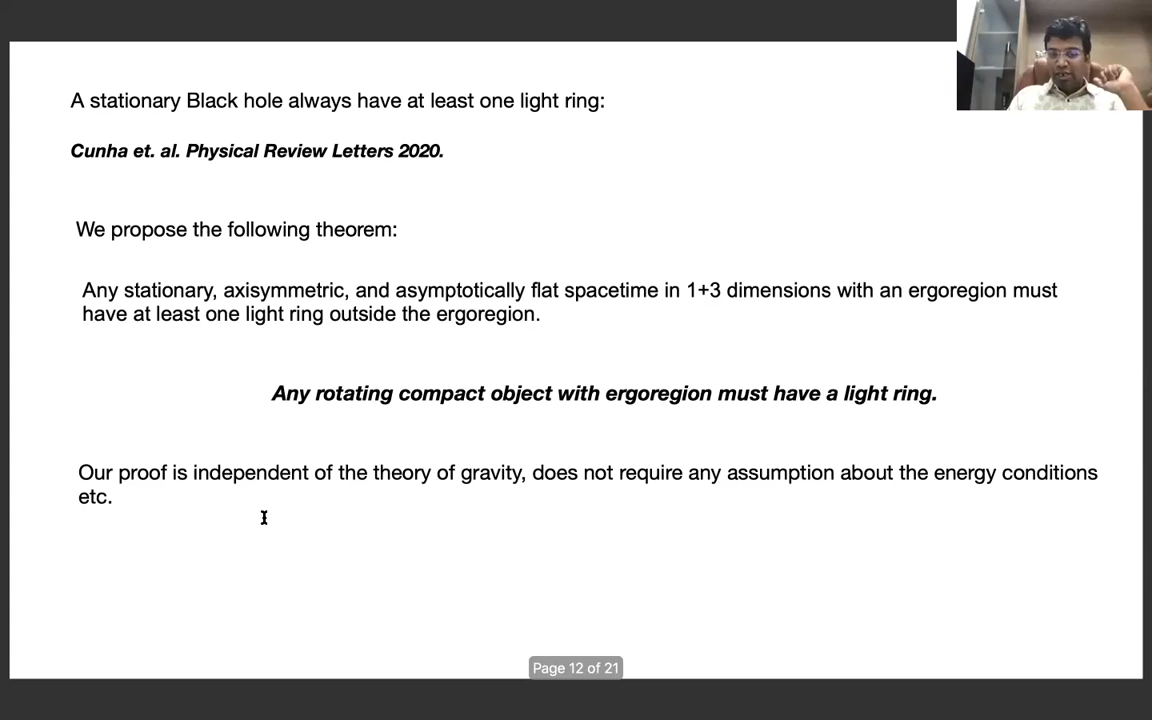 A stationary Black hole always have at least one light ring:
Cunha et. al. Physical Review Letters 2020.
We propose the following theorem:
Any stationary, axisymmetric, and asymptotically flat spacetime in 1+3 dimensions with an ergoregion must
have at least one light ring outside the ergoregion.
Any rotating compact object with ergoregion must have a light ring.
Our proof is independent of the theory of gravity, does not require any assumption about the energy conditions
etc.
Page 12 of 21